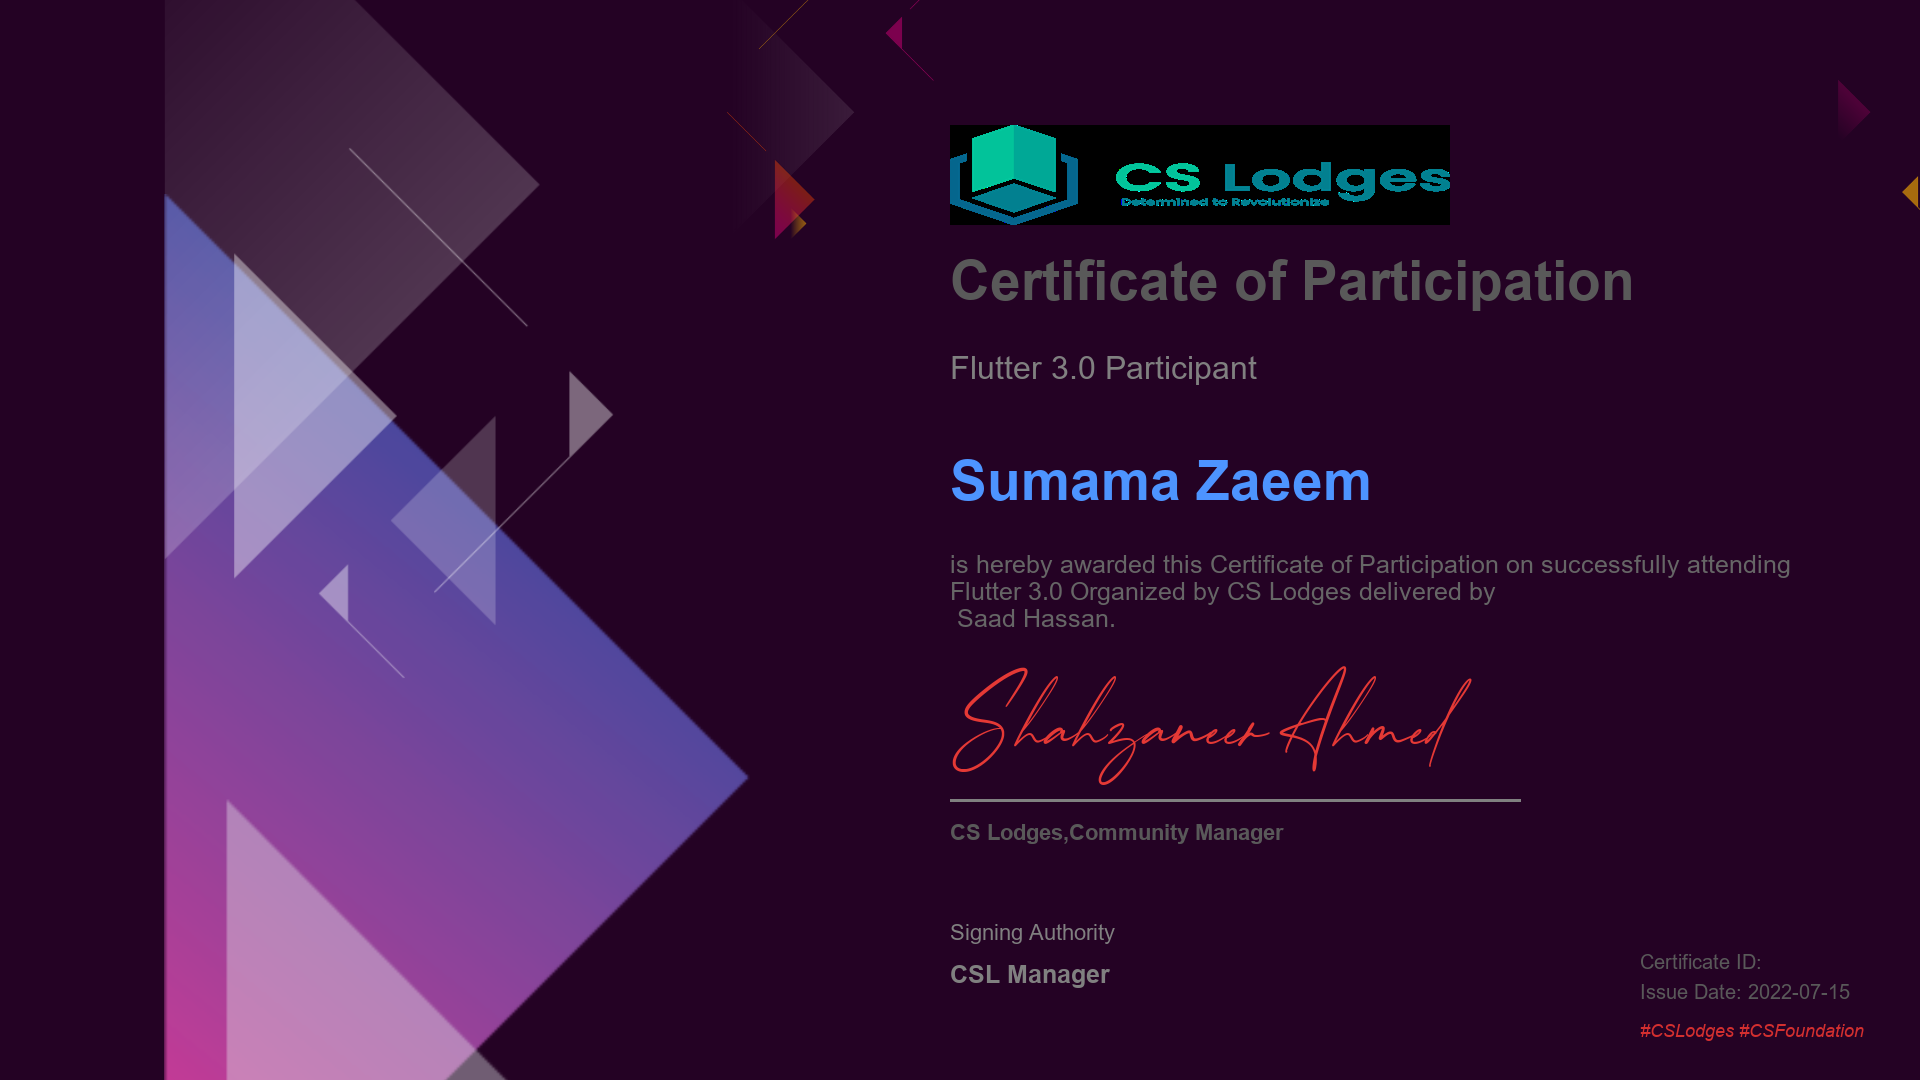 CS Lodges
Determined to Revolutionize
Certificate of Participation
Flutter 3.0 Participant
Sumama Zaeem
is hereby awarded this Certificate of Participation on successfully attending
Flutter 3.0 Organized by CS Lodges delivered by
Saad Hassan.
Shahzaneer Ahmed
CS Lodges,Community Manager
Signing Authority
CSL Manager
Certificate ID:
Issue Date: 2022-07-15
#CSLodges #CSFoundation